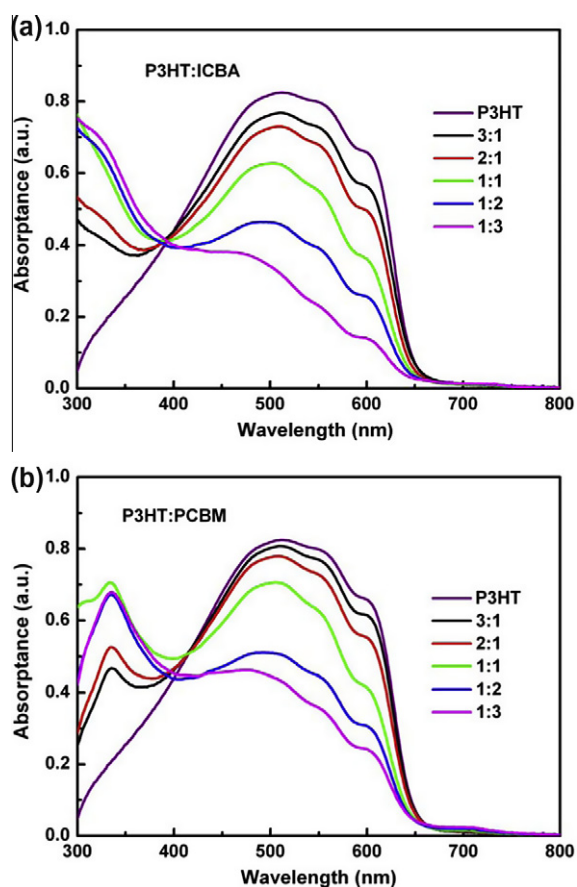 (a)
P3HT:ICBA
Absorptance (a.u.)
1.0
0.8
0.6
0.4
0.2
0.0
P3HT
3:1
2:1
1:1
1:2
1:3
300 400 500 600 700 800
Wavelength (nm)
(b)
P3HT:PCBM
Absorptance (a.u.)
1.0
0.8
0.6
0.4
0.2
0.0
P3HT
3:1
2:1
1:1
1:2
1:3
300 400 500 600 700 800
Wavelength (nm)